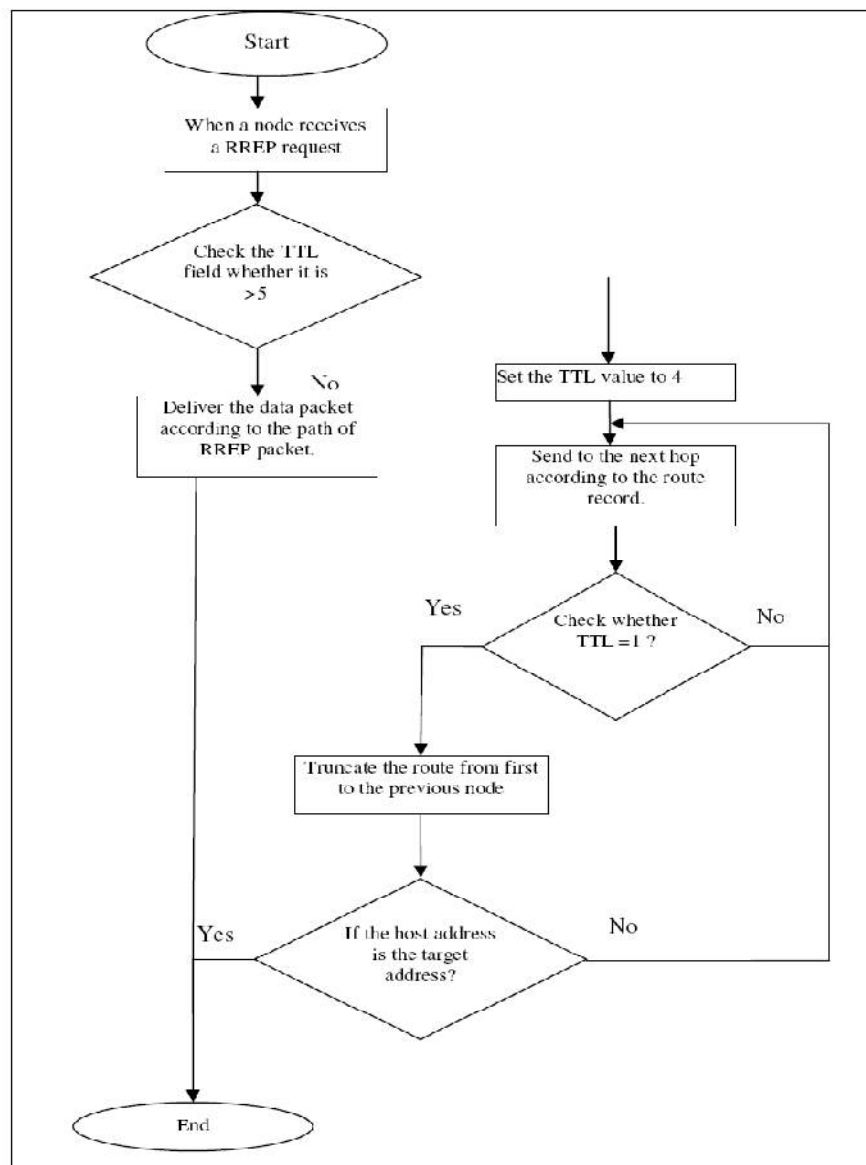 Start
When a node receives
a RREP request
Check the TTL
field whether it is
>5
No
Deliver the data packet
according to the path of
RREP packet.
Set the TTL value to 4
Send to the next hop
according to the route
record.
Yes
Check whether
TTL =1 ?
No
Truncate the route from first
to the previous node
Yes
If the host address
is the target
address?
No
End